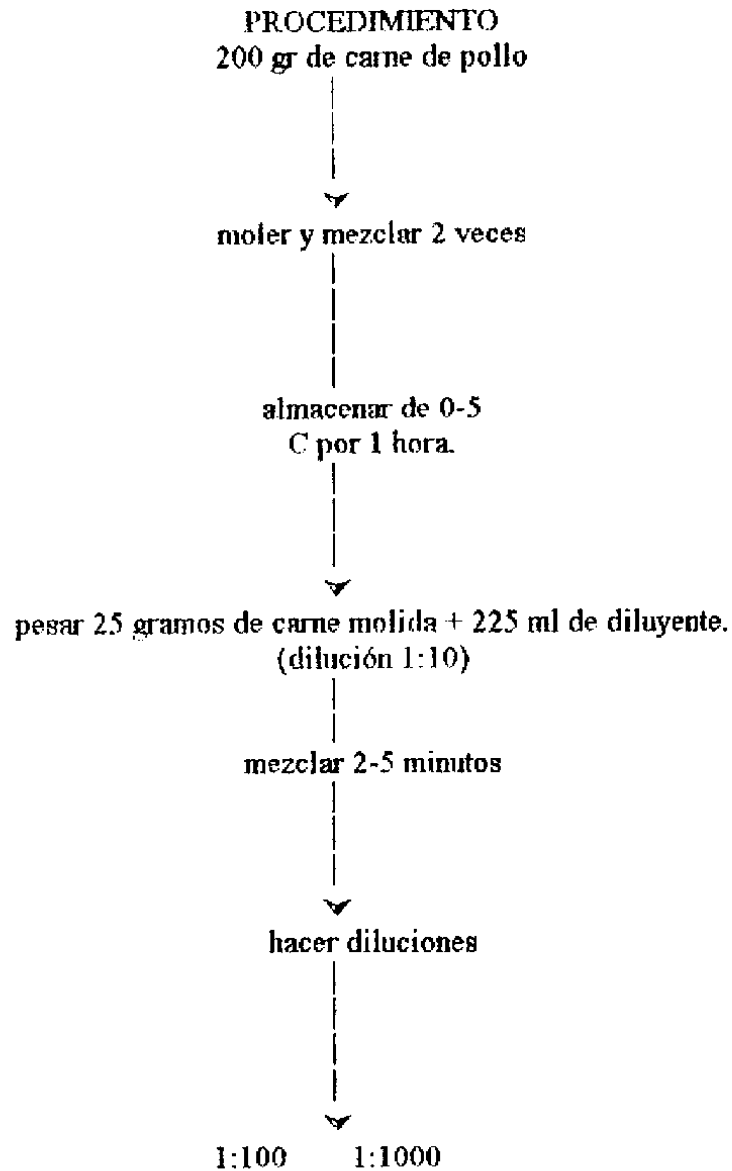 PROCEDIMIENTO
200 gr de carne de pollo
moler y mezclar 2 veces
almacenar de 0-5
C por 1 hora.
pesar 25 gramos de carne molida + 225 ml de diluyente.
(dilución 1:10)
mezclar 2-5 minutos
hacer diluciones
1:100 1:1000